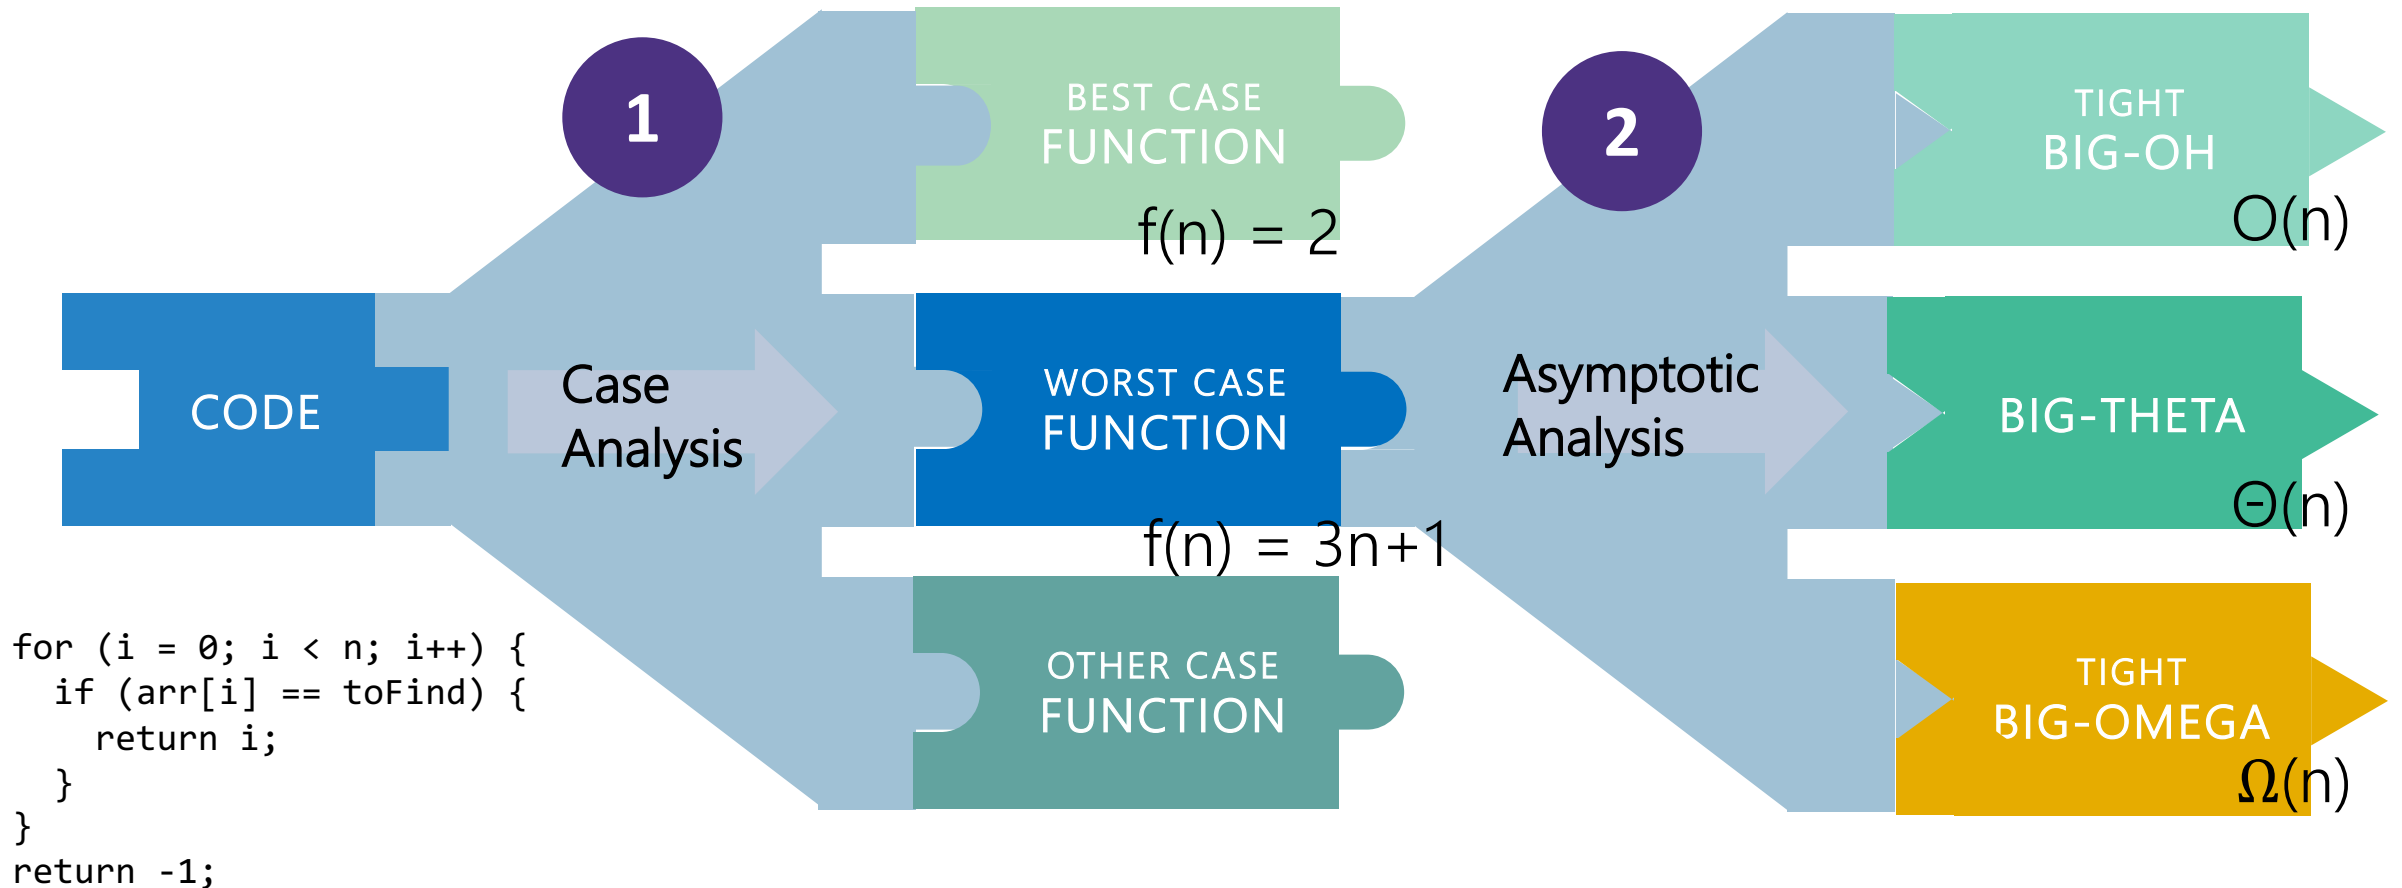 1
BEST CASE
FUNCTION
f(n) = 2
2
TIGHT
BIG-OH
O(n)
CODE
Case
Analysis
WORST CASE
FUNCTION
f(n) = 3n+1
Asymptotic
Analysis
BIG-THETA
Θ(n)
for (i = 0; i < n; i++) {
  if (arr[i] == toFind) {
    return i;
  }
}
return -1;
OTHER CASE
FUNCTION
TIGHT
BIG-OMEGA
Ω(n)